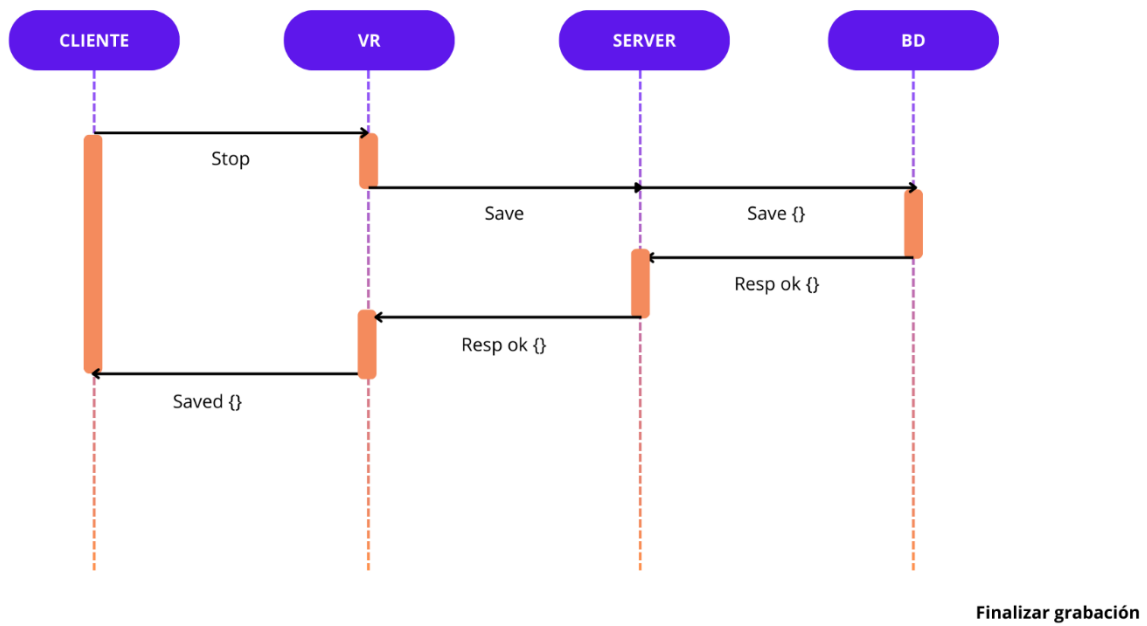 CLIENTE
VR
SERVER
BD
Stop
Save
Save {}
Resp ok {}
Resp ok {}
Saved {}
Finalizar grabación